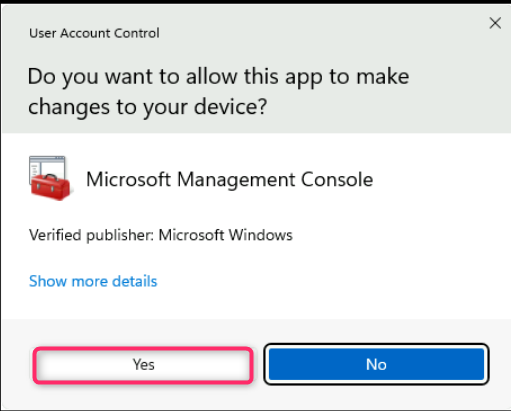 User Account Control
Do you want to allow this app to make
changes to your device?
Microsoft Management Console
Verified publisher: Microsoft Windows
Show more details
Yes
No